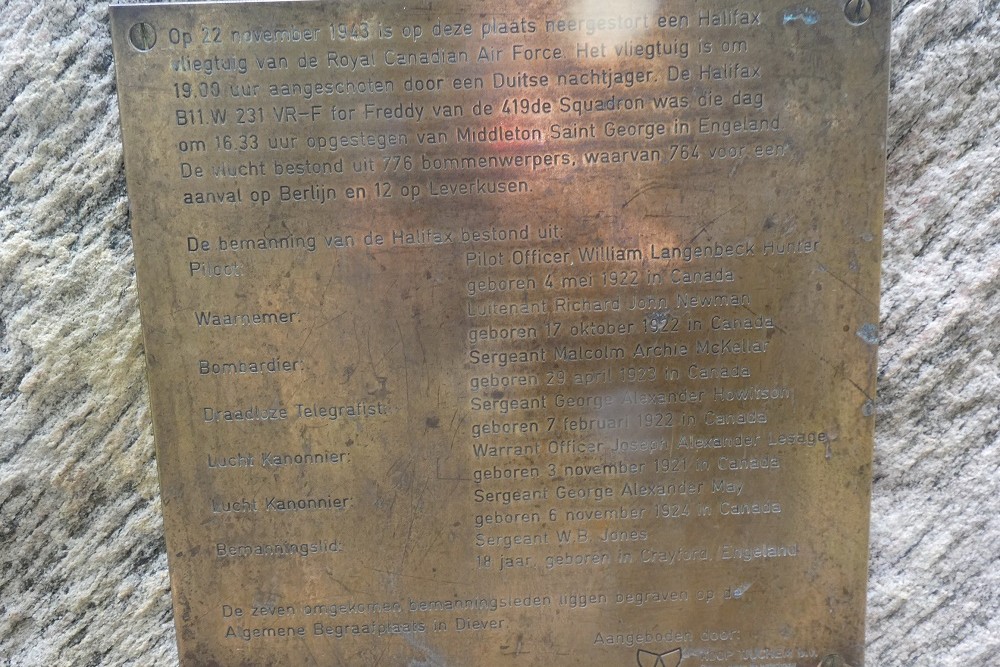 Op 22 november 1943 is op deze plaats neergestort een Halifax
vliegtuig van de Royal Canadian Air Force. Het vliegtuig is om
19.00 uur aangeschoten door een Duitse nachtjager. De Halifax
B11.W 231 VR-F for Freddy van de 419de Squadron was die dag
om 16.33 uur opgestegen van Middleton Saint George in Engeland.
De vlucht bestond uit 776 bommenwerpers, waarvan 764 voor een
aanval op Berlijn en 12 op Leverkusen.
De bemanning van de Halifax bestond uit:
Piloot: Pilot Officer, William Langenbeck Hunter
geboren 4 mei 1922 in Canada
Waarnemer: Luitenant Richard John Newman
geboren 17 oktober 1922 in Canada
Bombardier: Sergeant Malcolm Archie McKellar
geboren 29 april 1923 in Canada
Draadloze Telegrafist: Sergeant George Alexander Howitson
geboren 7 februari 1922 in Canada
Lucht Kanonnier: Warrant Officer Joseph Alexander Lesage
geboren 3 november 1921 in Canada
Lucht Kanonnier: Sergeant George Alexander May
geboren 6 november 1924 in Canada
Bemanningslid: Sergeant W.B. Jones
18 jaar, geboren in Crayford, Engeland
De zeven omgekomen bemanningsleden liggen begraven op de
Algemene Begraafplaats in Diever.
Aangeboden door: